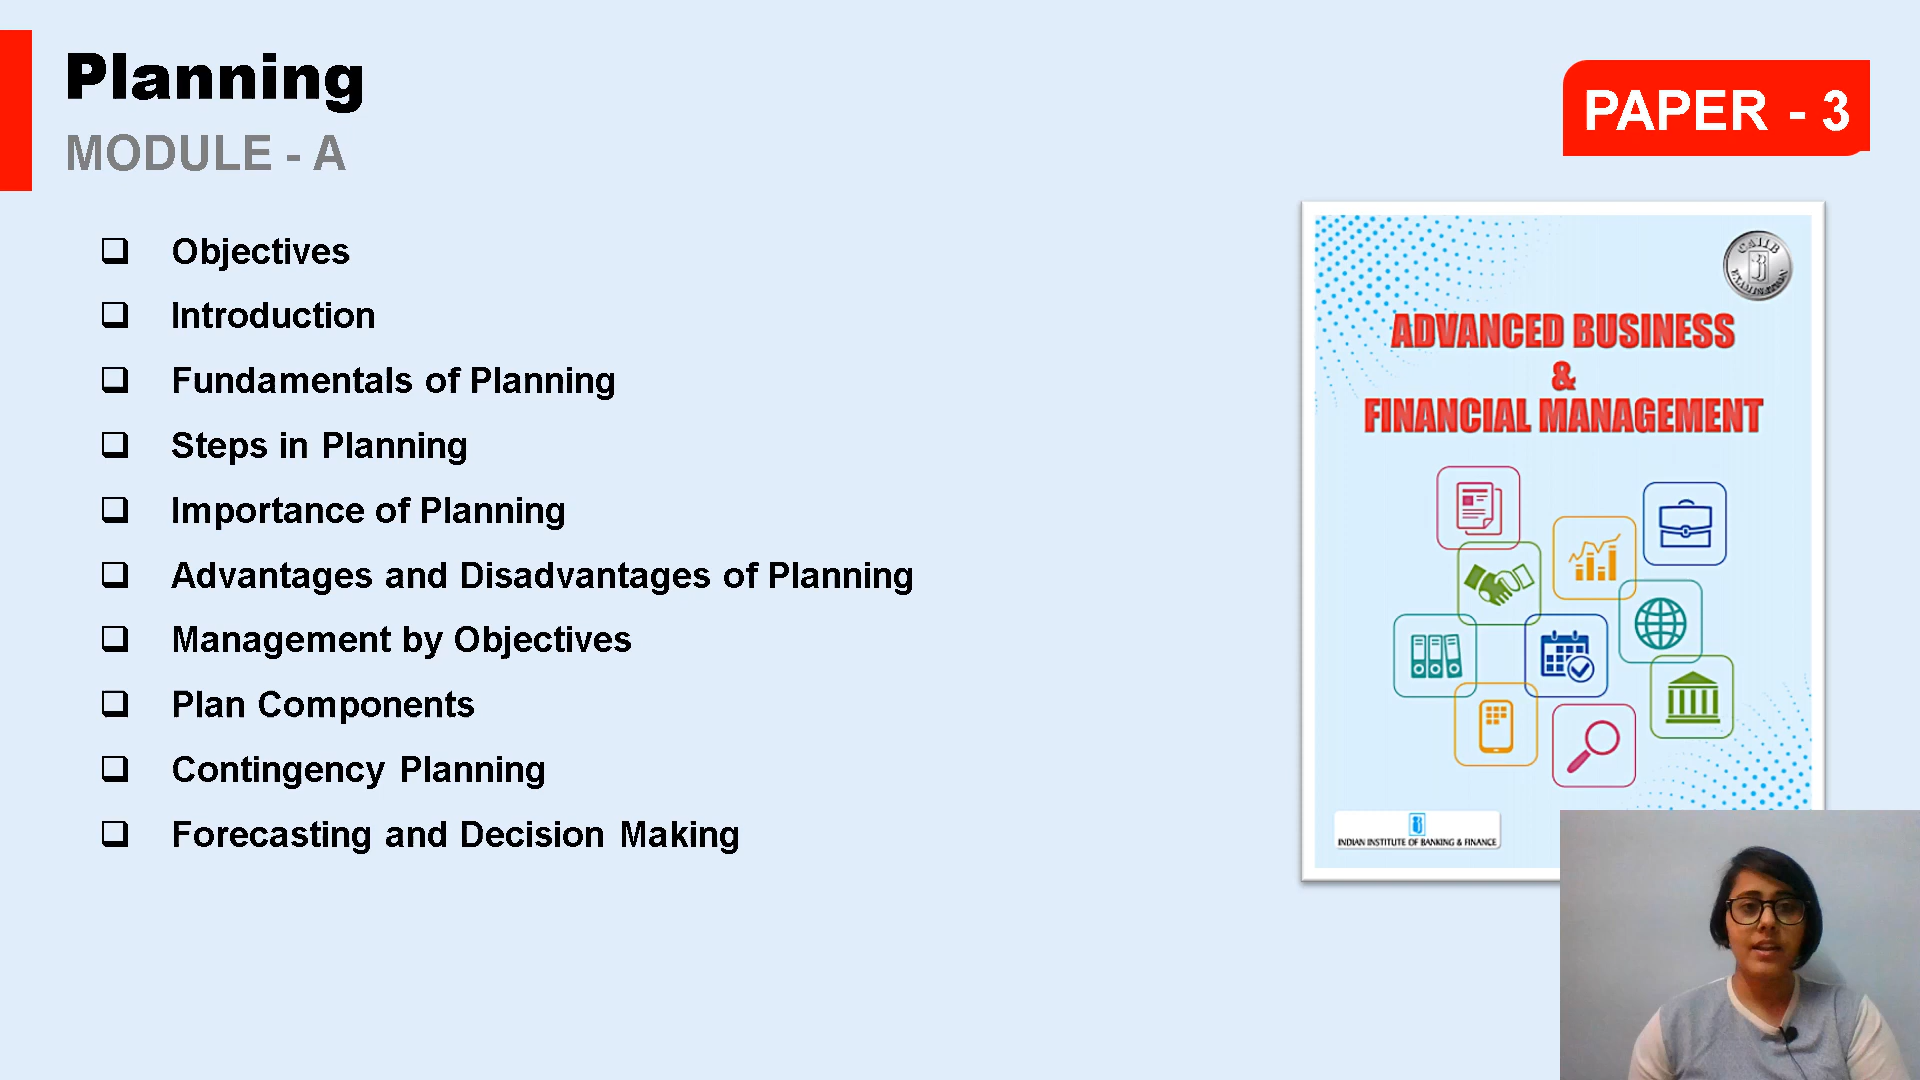 Planning
MODULE - A
PAPER - 3
Objectives
Introduction
Fundamentals of Planning
Steps in Planning
Importance of Planning
Advantages and Disadvantages of Planning
Management by Objectives
Plan Components
Contingency Planning
Forecasting and Decision Making
CAIIB
EXAMINATION
ADVANCED BUSINESS
&
FINANCIAL MANAGEMENT
INDIAN INSTITUTE OF BANKING & FINANCE